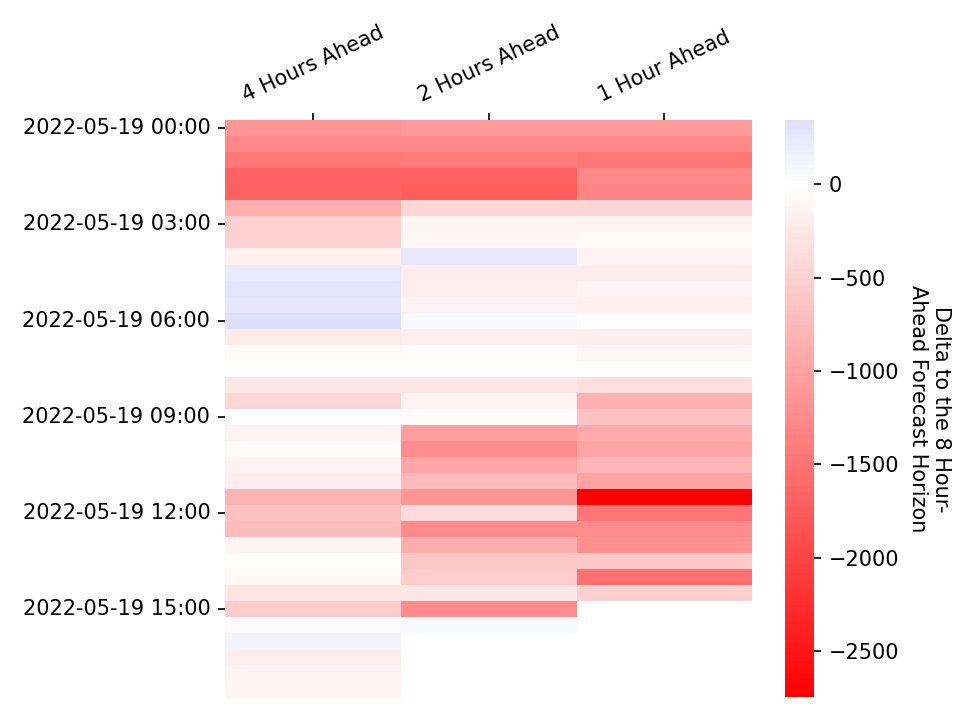 4 Hours Ahead
2 Hours Ahead
1 Hour Ahead
2022-05-19 00:00
2022-05-19 03:00
2022-05-19 06:00
2022-05-19 09:00
2022-05-19 12:00
2022-05-19 15:00
0
−500
−1000
−1500
−2000
−2500
Delta to the 8 Hour-
Ahead Forecast Horizon